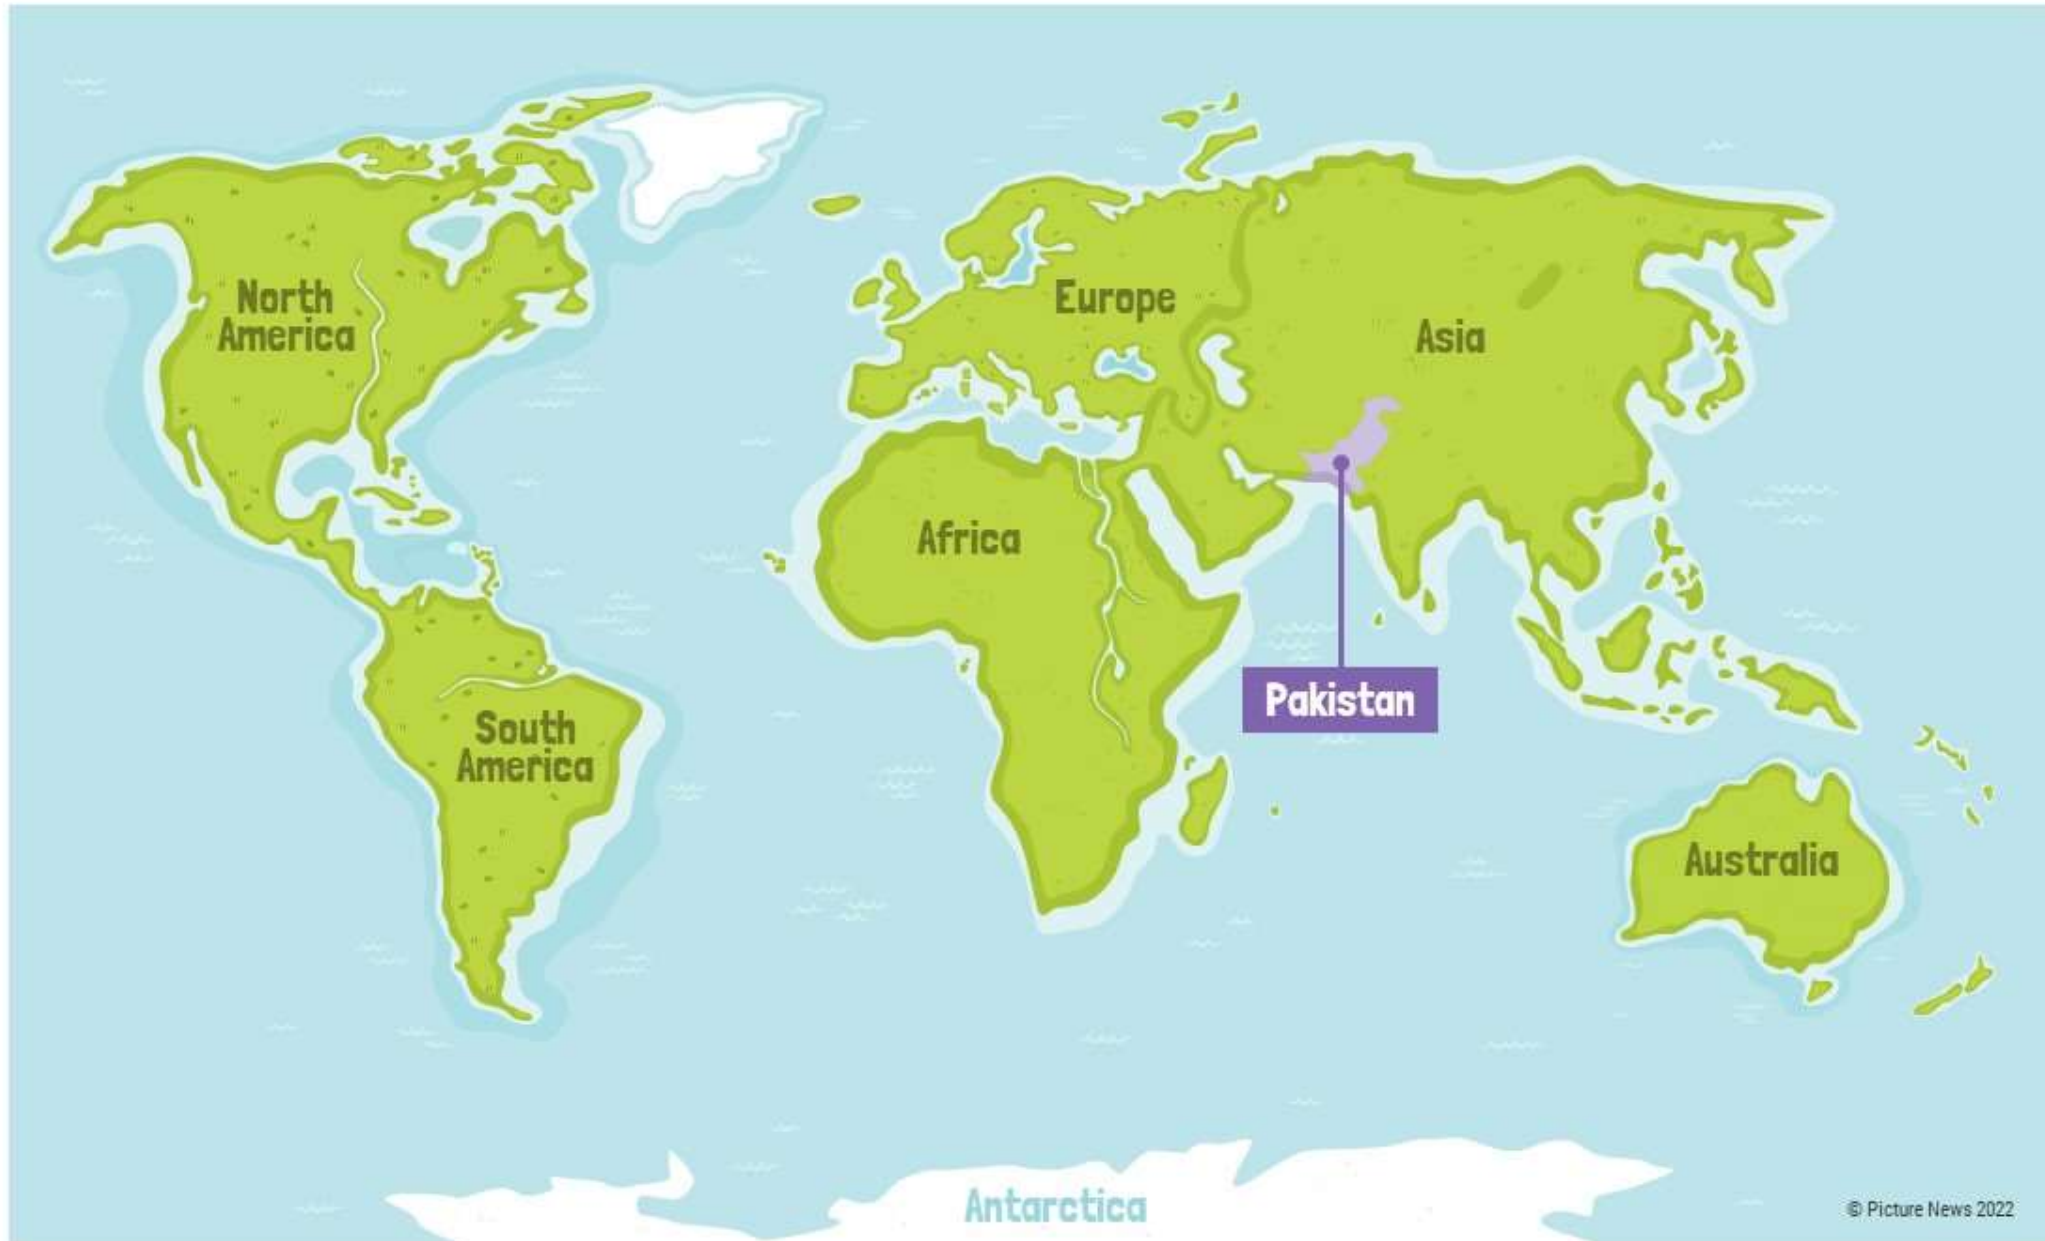 North
America
Europe
Asia
Africa
Pakistan
South
America
Australia
Antarctica
© Picture News 2022